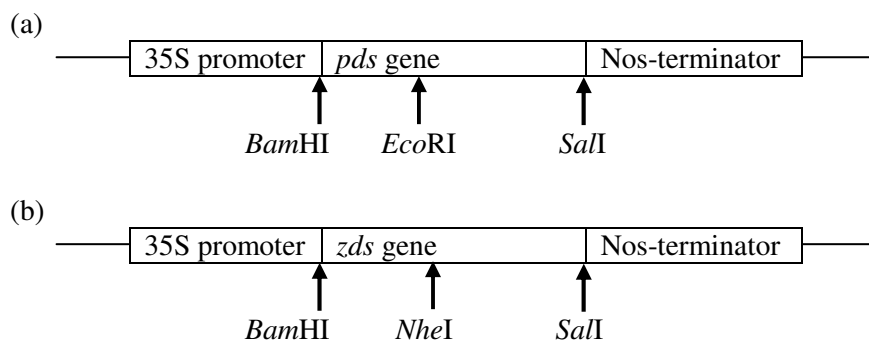 (a)
35S promoter pds gene Nos-terminator
BamHI EcoRI SalI
(b)
35S promoter zds gene Nos-terminator
BamHI NheI SalI